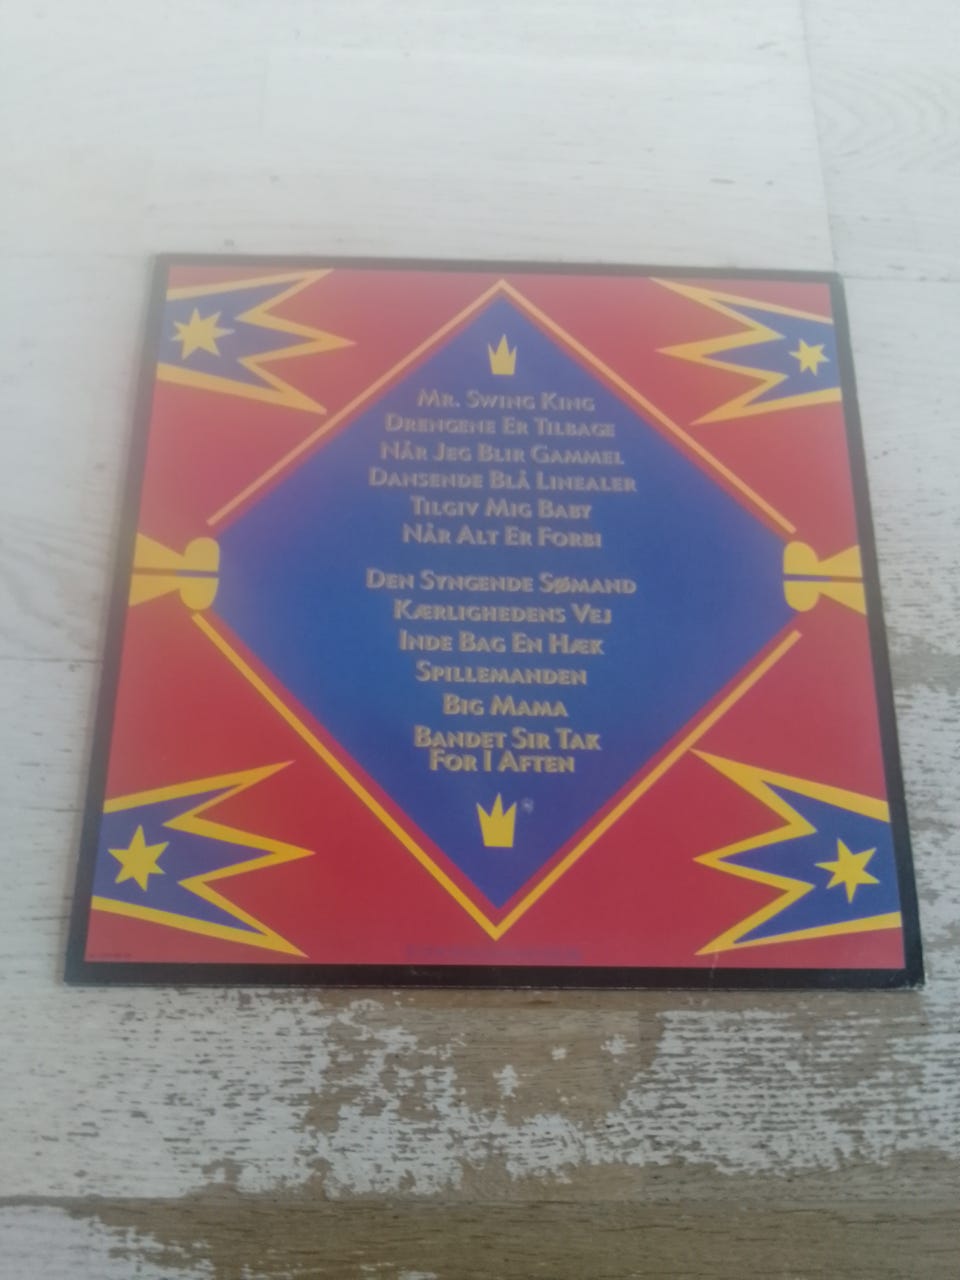 Mr. Swing King
Drengene Er Tilbage
Når Jeg Blir Gammel
Dansende Blå Linealer
Tilgiv Mig Baby
Når Alt Er Forbi
Den Syngende Sømand
Kærlighedens Vej
Inde Bag En Hæk
Spillemanden
Big Mama
Bandet Sir Tak
For I Aften